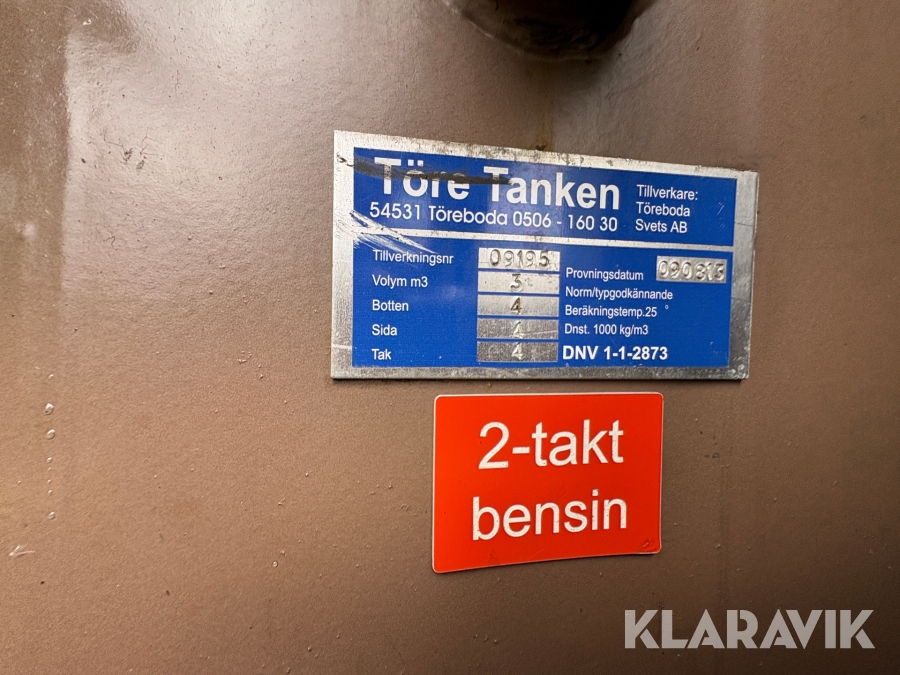 Töre Tanken
54531 Töreboda 0506 - 160 30
Tillverkare:
Töreboda
Svets AB
Tillverkningsnr 09195
Volym m3 3
Botten 4
Sida 4
Tak 4
Provningsdatum 090813
Norm/typgodkännande
Beräkningstemp.25 °
Dnst. 1000 kg/m3
DNV 1-1-2873
2-takt
bensin
KLARAVIK